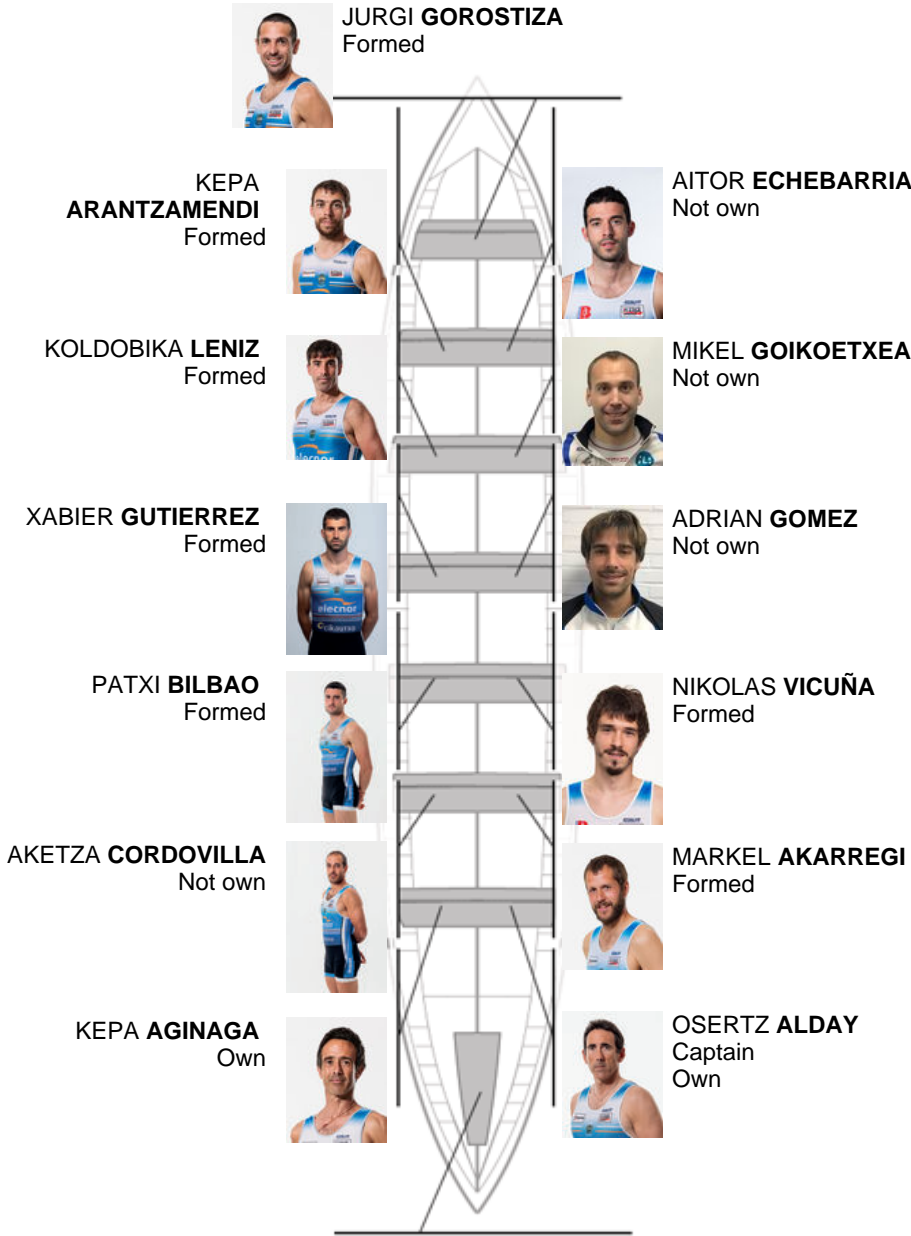 JURGI GOROSTIZA
Formed
KEPA
ARANTZAMENDI
Formed
AITOR ECHEBARRIA
Not own
KOLDOBIKA LENIZ
Formed
MIKEL GOIKOETXEA
Not own
XABIER GUTIERREZ
Formed
elecnor
ADRIAN GOMEZ
Not own
PATXI BILBAO
Formed
NIKOLAS VICUÑA
Formed
AKETZA CORDOVILLA
Not own
MARKEL AKARREGI
Formed
KEPA AGINAGA
Own
OSERTZ ALDAY
Captain
Own